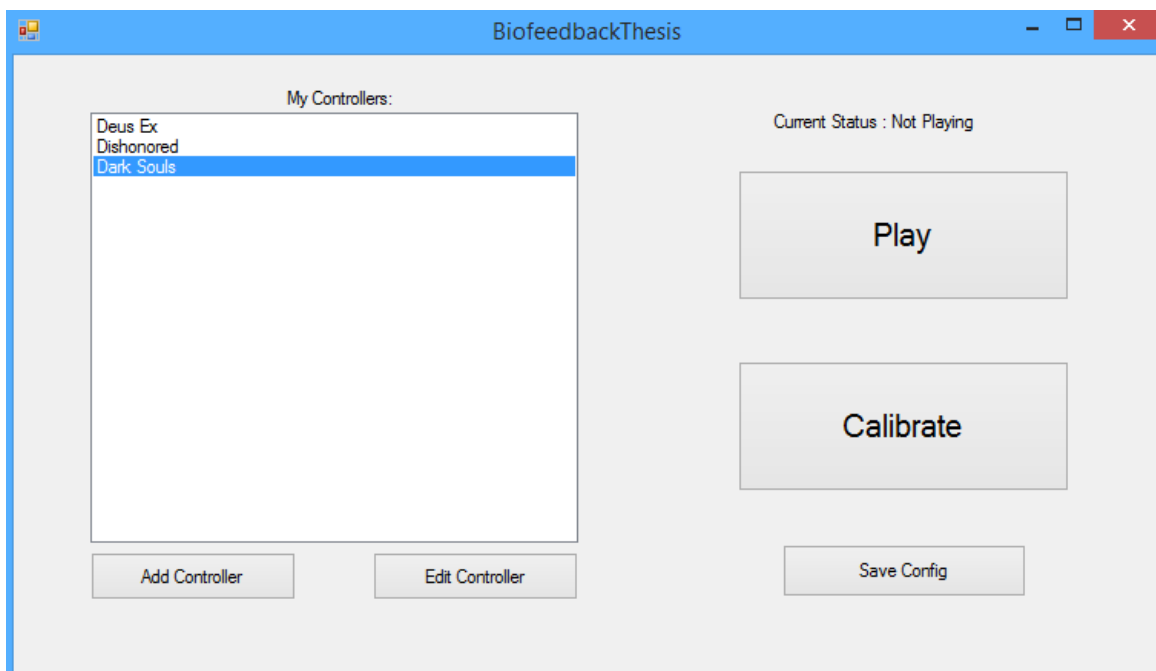 BiofeedbackThesis
My Controllers:
Deus Ex
Dishonored
Dark Souls
Add Controller
Edit Controller
Current Status : Not Playing
Play
Calibrate
Save Config